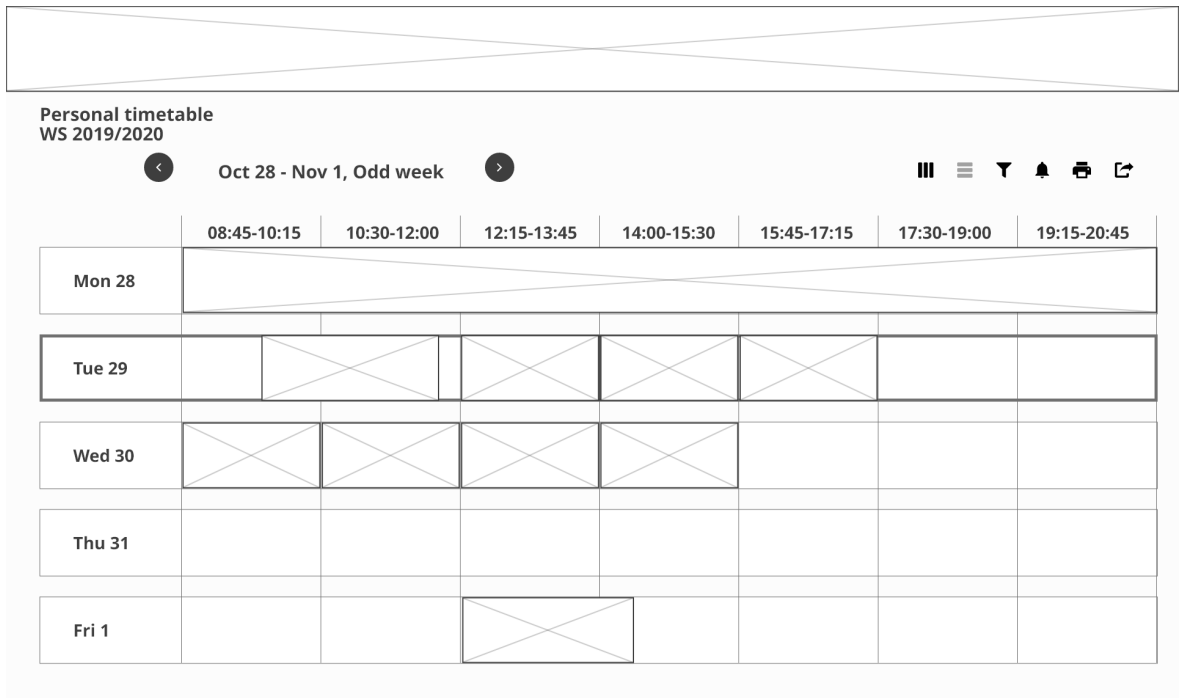 Personal timetable
WS 2019/2020
Oct 28 - Nov 1, Odd week
08:45-10:15 10:30-12:00 12:15-13:45 14:00-15:30 15:45-17:15 17:30-19:00 19:15-20:45
Mon 28
Tue 29
Wed 30
Thu 31
Fri 1